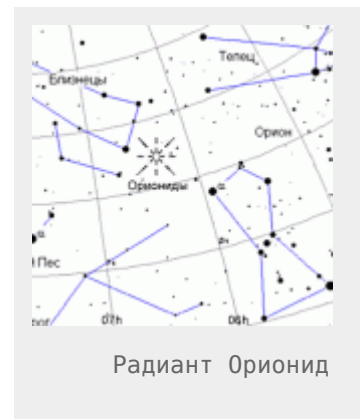 Телец
Близнецы
Орион
Ориониды
α
α
Й Пес
07h
06h
Радиант Орионид